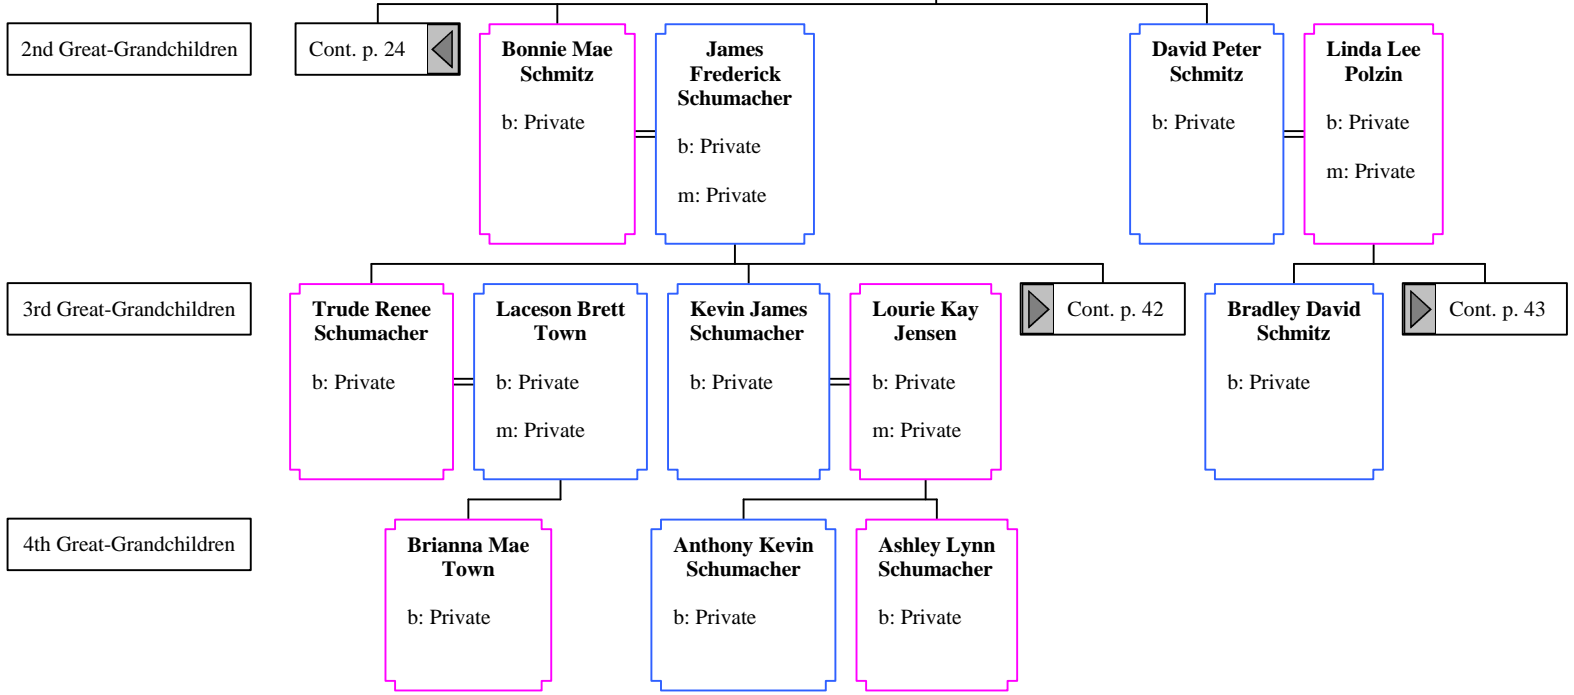 2nd Great-Grandchildren
Cont. p. 24
Bonnie Mae
Schmitz
b: Private
James
Frederick
Schumacher
b: Private
m: Private
David Peter
Schmitz
b: Private
Linda Lee
Polzin
b: Private
m: Private
3rd Great-Grandchildren
Trude Renee
Schumacher
b: Private
Laceson Brett
Town
b: Private
m: Private
Kevin James
Schumacher
b: Private
Lourie Kay
Jensen
b: Private
m: Private
Cont. p. 42
Bradley David
Schmitz
b: Private
Cont. p. 43
4th Great-Grandchildren
Brianna Mae
Town
b: Private
Anthony Kevin
Schumacher
b: Private
Ashley Lynn
Schumacher
b: Private